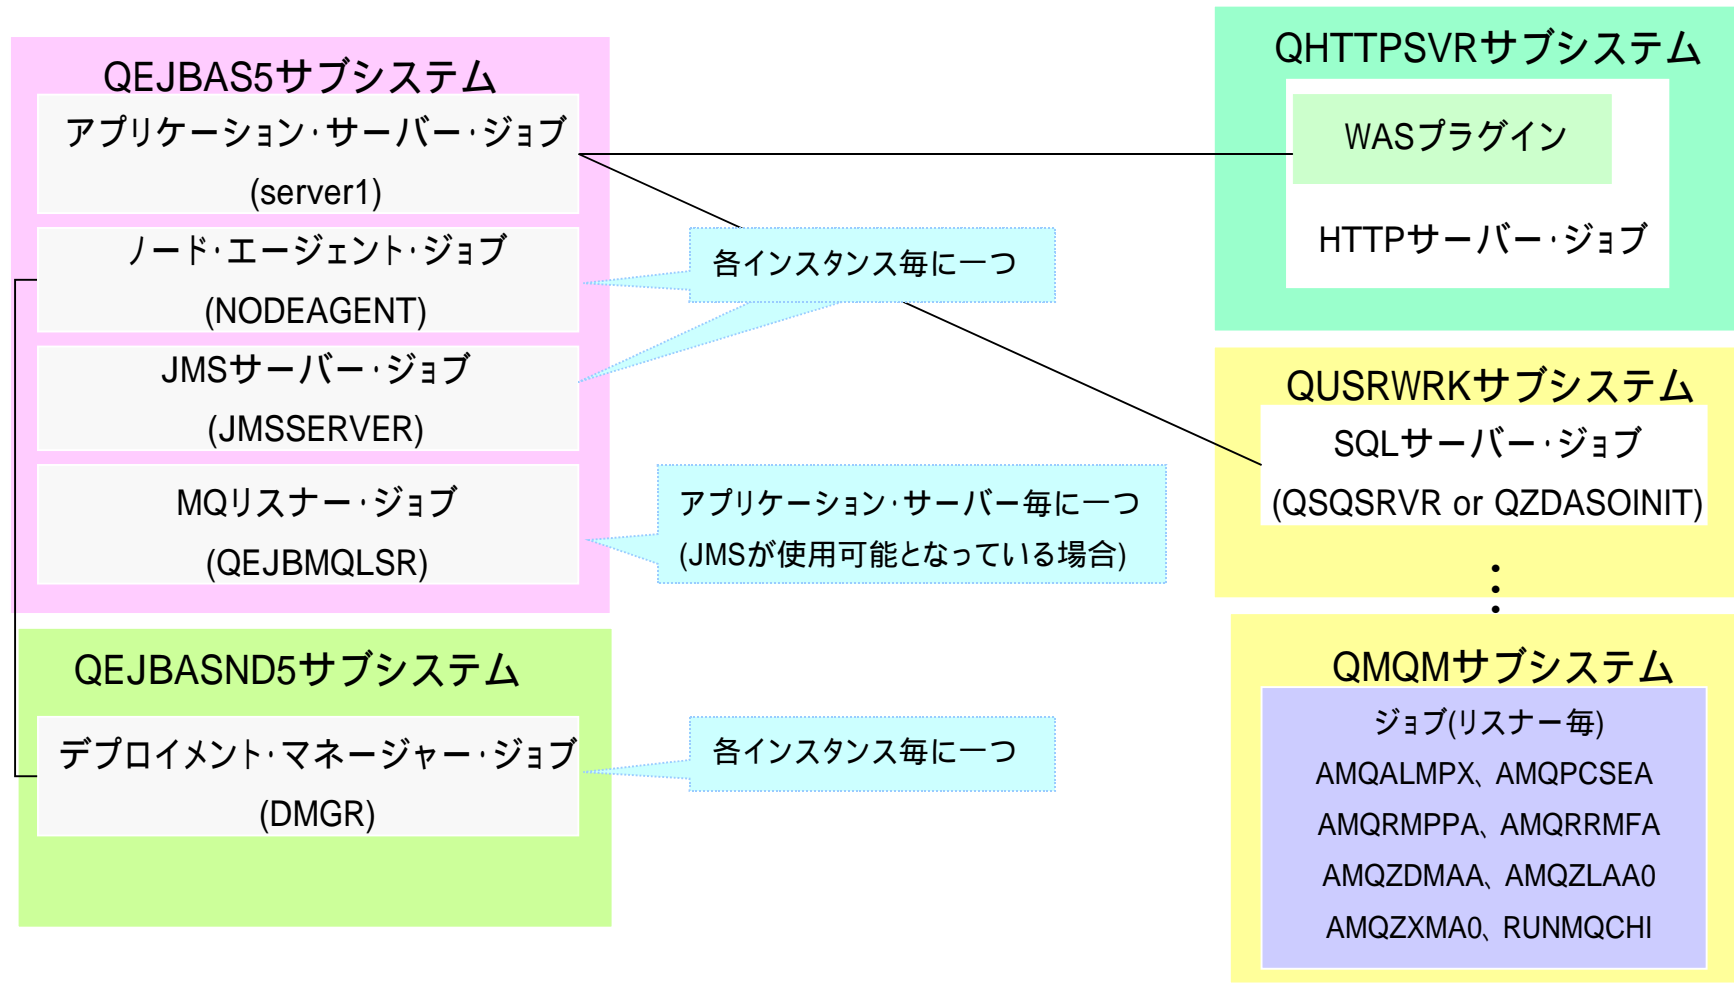 QEJBAS5サブシステム
アプリケーション・サーバー・ジョブ
(server1)
ノード・エージェント・ジョブ
(NODEAGENT)
JMSサーバー・ジョブ
(JMSSERVER)
MQリスナー・ジョブ
(QEJBMQLSR)
QEJBASND5サブシステム
デプロイメント・マネージャー・ジョブ
(DMGR)
各インスタンス毎に一つ
アプリケーション・サーバー毎に一つ
(JMSが使用可能となっている場合)
各インスタンス毎に一つ
QHTTPSVRサブシステム
WASプラグイン
HTTPサーバー・ジョブ
QUSRWRKサブシステム
SQLサーバー・ジョブ
(QSQSRVR or QZDASOINIT)
QMQMサブシステム
ジョブ(リスナー毎)
AMQALMPX、AMQPCSEA
AMQRMPPA、AMQRRMFA
AMQZDMAA、AMQZLAA0
AMQZXMA0、RUNMQCHI